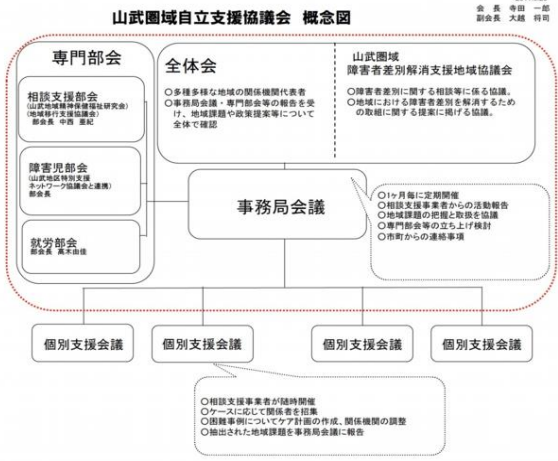 山武圏域自立支援協議会 概念図
会 長 寺田 一郎
副会長 大越 将司
専門部会
相談支援部会
(山武地域精神保健福祉研究会)
(地域移行支援協議会)
部会長 中西 亜紀
障害児部会
(山武地区特別支援
ネットワーク協議会と連携)
部会長
就労部会
部会長 髙木由佳
全体会
○多種多様な地域の関係機関代表者
○事務局会議・専門部会等の報告を受
け、地域課題や政策提案等について
全体で確認
山武圏域
障害者差別解消支援地域協議会
○障害者差別に関する相談等に係る協議。
○地域における障害者差別を解消するため
の取組に関する提案に掲げる協議。
事務局会議
○1ヶ月毎に定期開催
○相談支援事業者からの活動報告
○地域課題の把握と取扱を協議
○専門部会等の立ち上げ検討
○市町からの連絡事項
個別支援会議
個別支援会議
個別支援会議
個別支援会議
○相談支援事業者が随時開催
○ケースに応じて関係者を招集
○困難事例についてケア計画の作成、関係機関の調整
○抽出された地域課題を事務局会議に報告